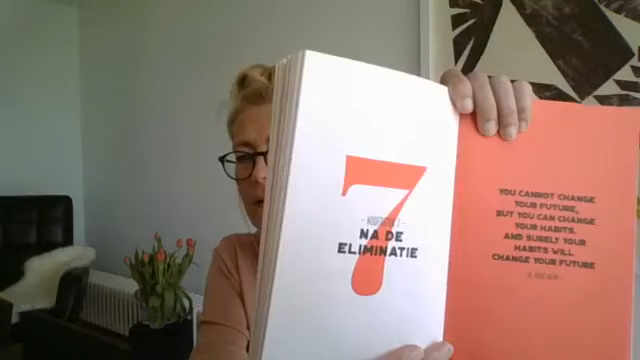 7
- HOOFDSTUK 7 -
NA DE
ELIMINATIE
YOU CANNOT CHANGE
YOUR FUTURE,
BUT YOU CAN CHANGE
YOUR HABITS.
AND SURELY YOUR
HABITS WILL
CHANGE YOUR FUTURE